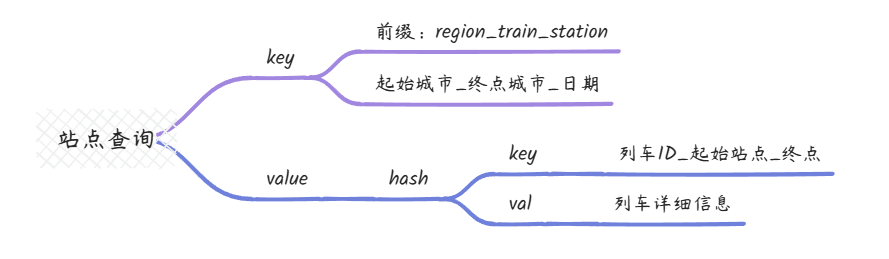 站点查询
key
前缀：region_train_station
起始城市_终点城市_日期
value
hash
key
列车ID_起始站点_终点
val
列车详细信息